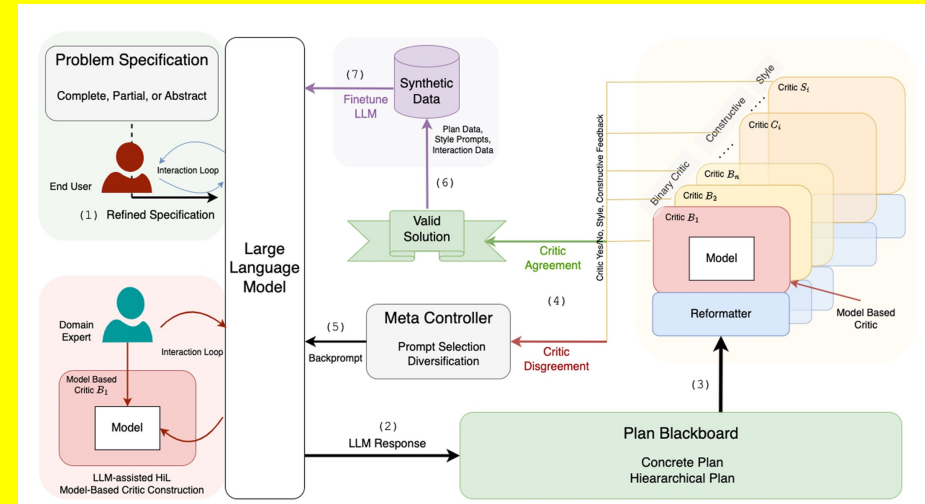 Problem Specification
Complete, Partial, or Abstract
End User
Interaction Loop
(1) Refined Specification
Domain
Expert
Interaction Loop
Model Based
Critic B1
Model
LLM-assisted HiL
Model-Based Critic Construction
Large
Language
Model
(7)
Finetune
LLM
Synthetic
Data
Plan Data,
Style Prompts,
Interaction Data
(6)
Valid
Solution
Critic
Agreement
(4)
Critic
Disgreement
(5)
Backprompt
Meta Controller
Prompt Selection
Diversification
(2)
LLM Response
Plan Blackboard
Concrete Plan
Hieararchical Plan
(3)
Critic Yes/No, Style, Constructive Feedback
Binary Critic
....
Constructive
....
Style
Critic Si
Critic Ci
Critic Bn
Critic B2
Critic B1
Model
Reformatter
Model Based
Critic